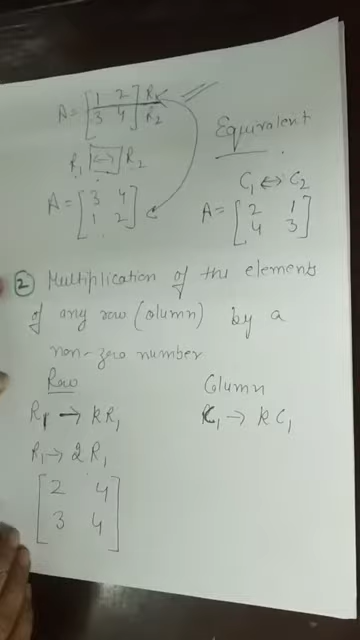 A = [1 2] R1
[3 4] R2
R1 ↔ R2
A = [3 4]
[1 2]
Equivalent
C1 ↔ C2
A = [2 1]
[4 3]
② Multiplication of the elements
of any row (Column) by a
non-zero number
Row
R1 → kR1
R1 → 2R1
[2 4]
[3 4]
Column
C1 → kC1